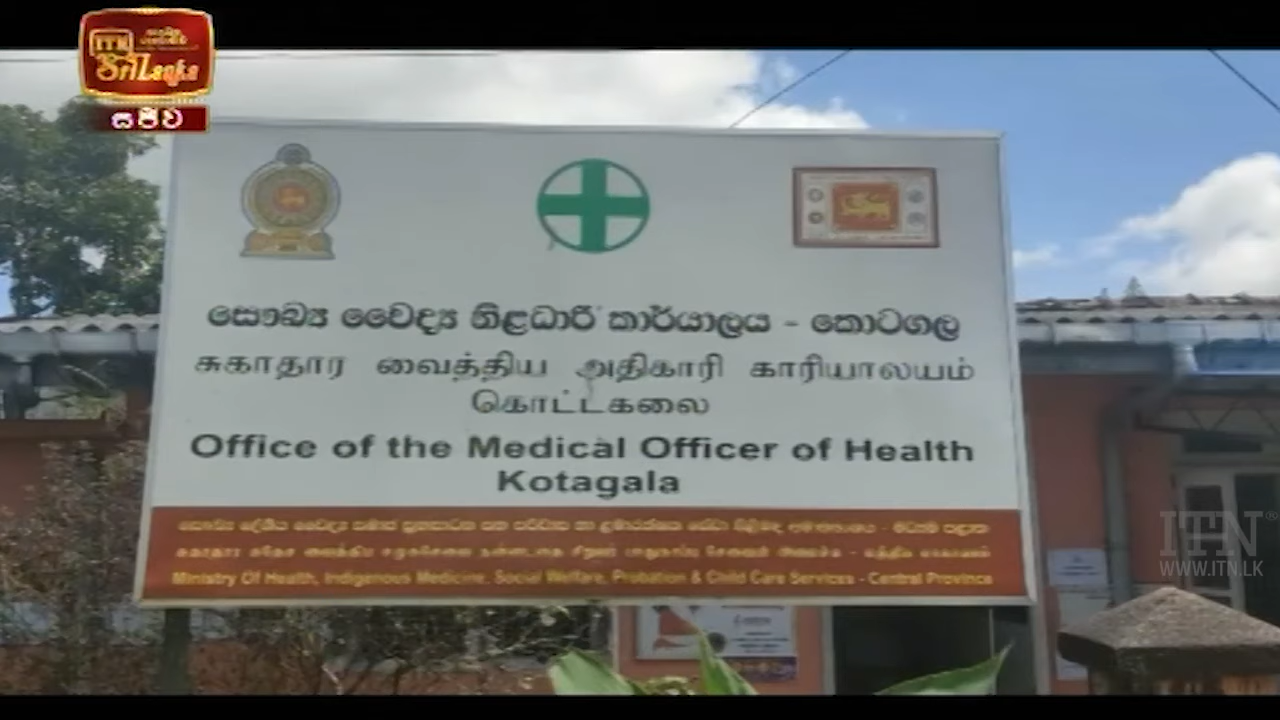 ITN
Sri Lanka
සජීව
සෞඛ්‍ය වෛද්‍ය නිළධාරී කාර්යාලය - කොටගල
சுகாதார வைத்திய அதிகாரி காரியாலயம்
கொட்டகலை
Office of the Medical Officer of Health
Kotagala
Ministry Of Health, Indigenous Medicine, Social Welfare, Probation & Child Care Services - Central Province
ITN
WWW.ITN.LK